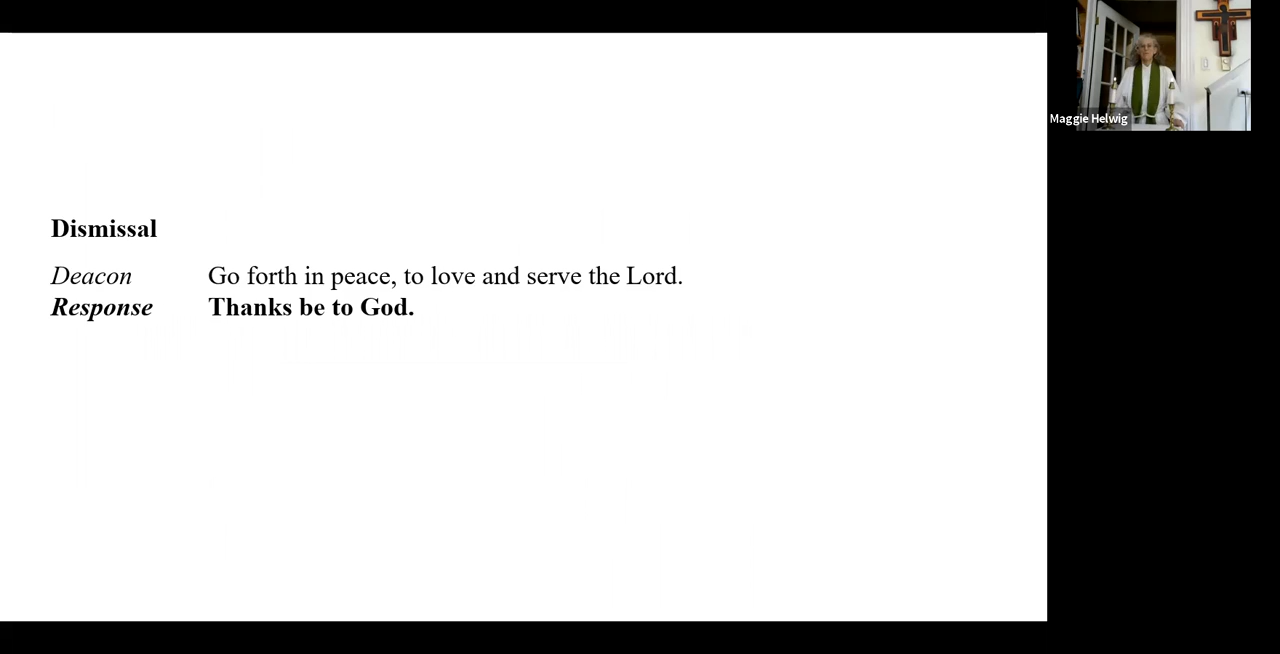 Maggie Helwig
Dismissal
Deacon Go forth in peace, to love and serve the Lord.
Response Thanks be to God.